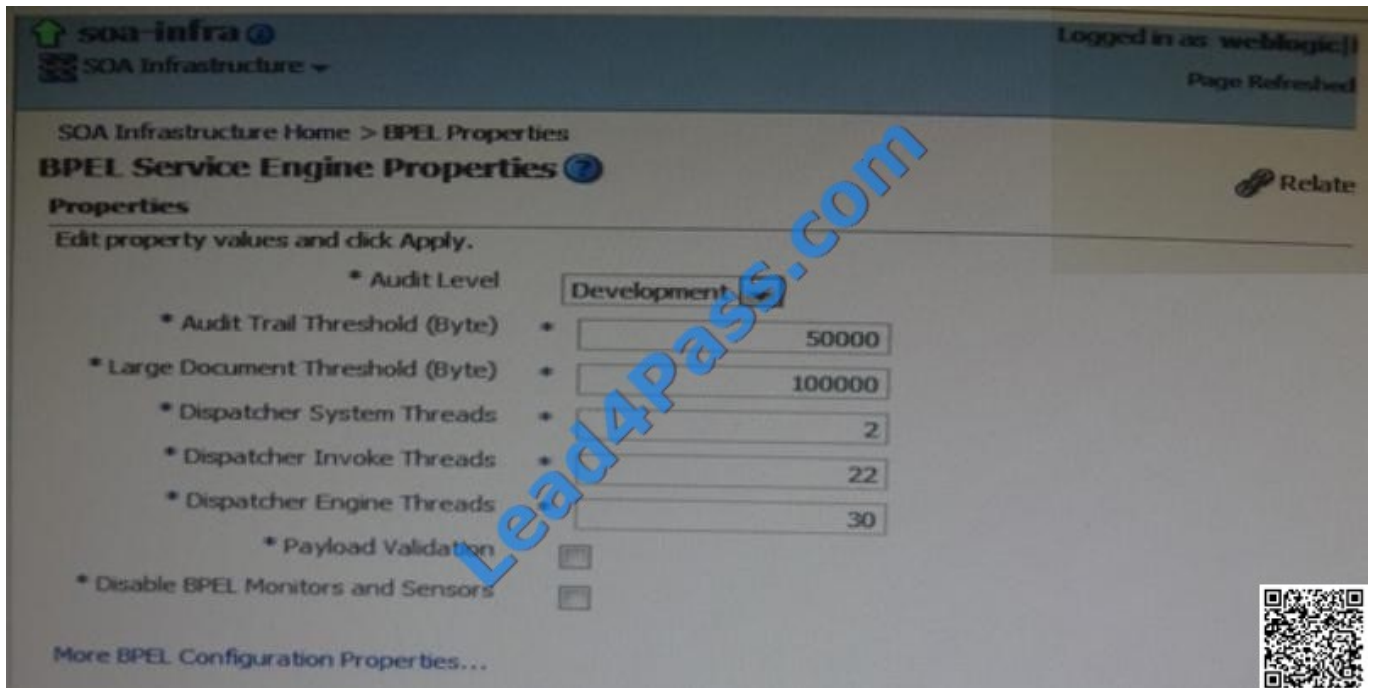 soa-infra
Logged in as weblogic
SOA Infrastructure
Page Refreshed
SOA Infrastructure Home > BPEL Properties
BPEL Service Engine Properties
Relate
Properties
Edit property values and click Apply.
* Audit Level Development
* Audit Trail Threshold (Byte) 50000
* Large Document Threshold (Byte) 100000
* Dispatcher System Threads 2
* Dispatcher Invoke Threads 22
* Dispatcher Engine Threads 30
* Payload Validation
* Disable BPEL Monitors and Sensors
More BPEL Configuration Properties...
Lead4Pass.com